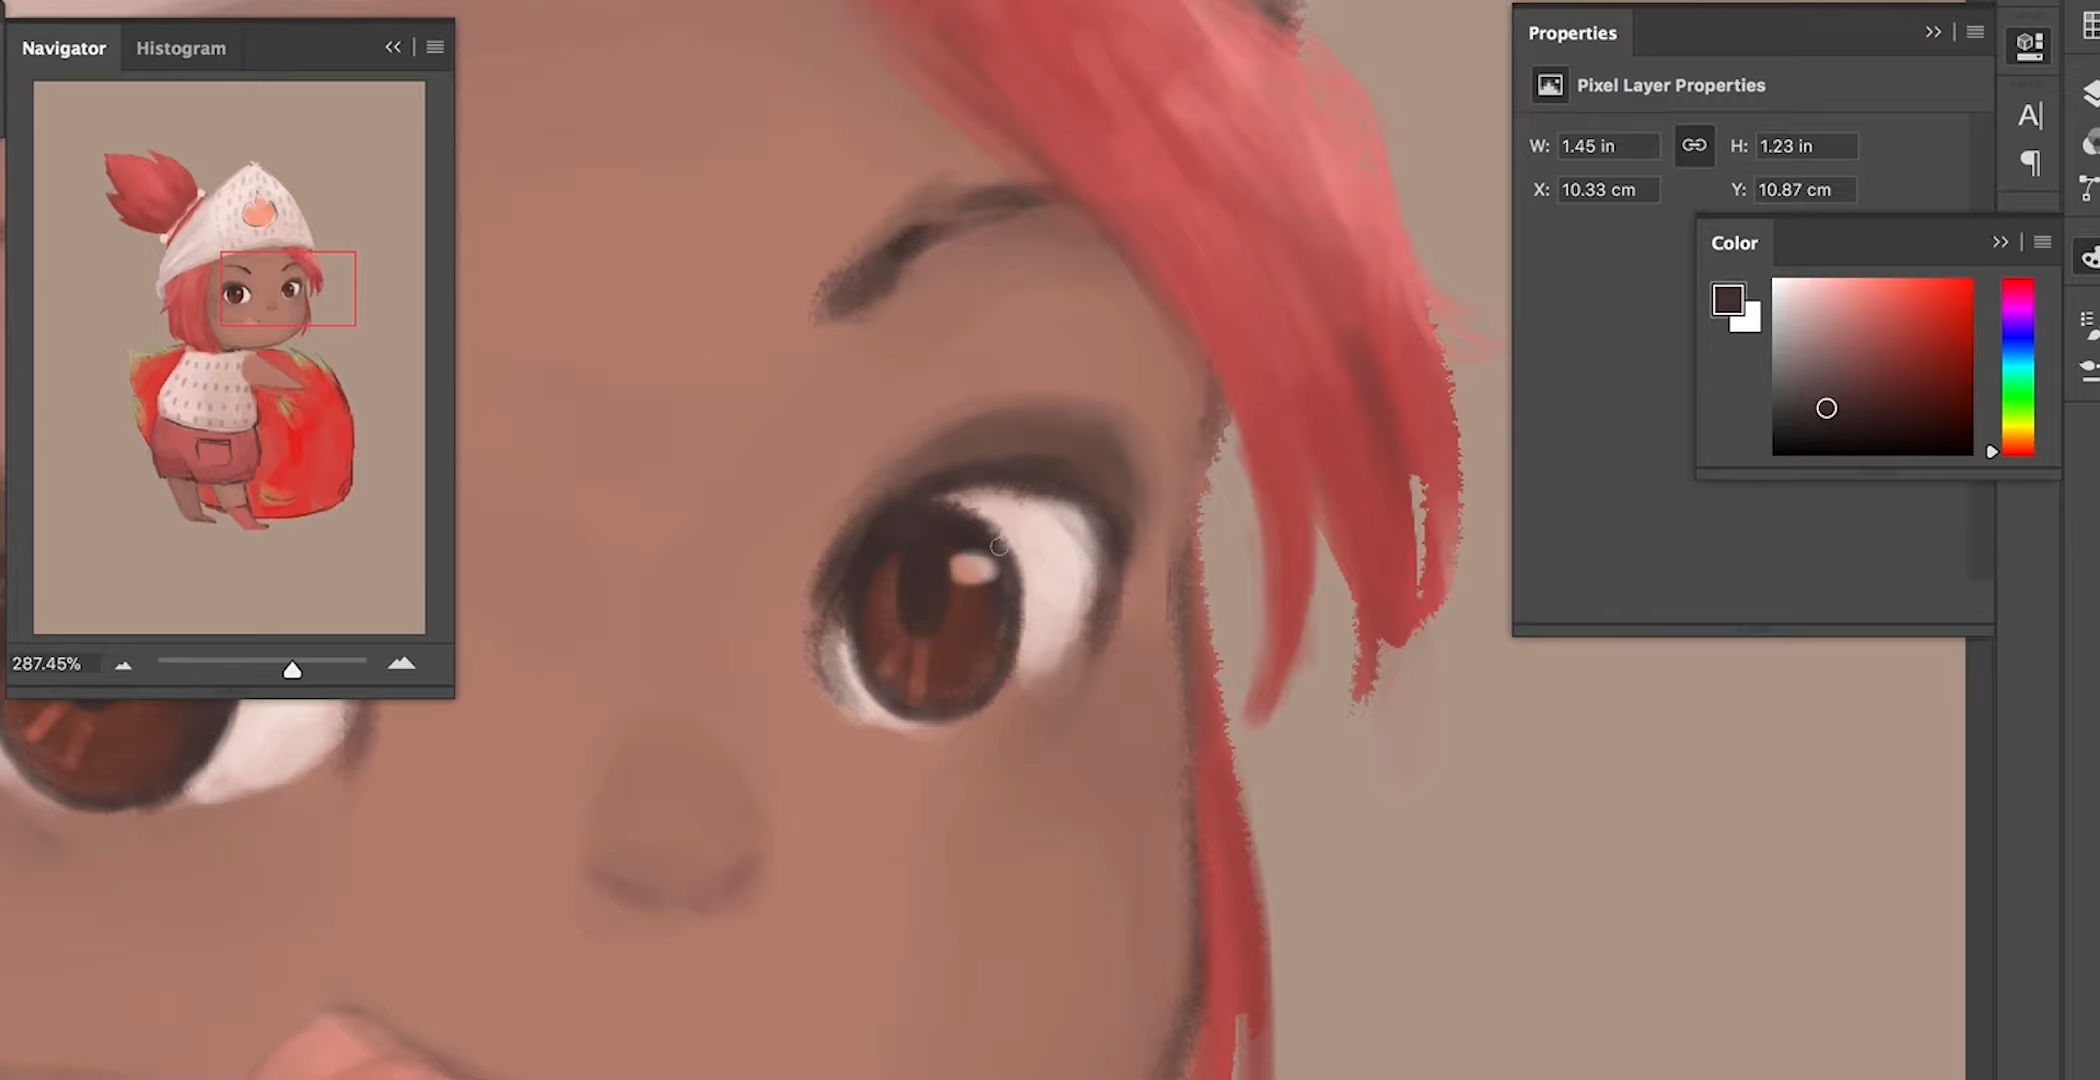 Navigator Histogram
287.45%
Properties
Pixel Layer Properties
W: 1.45 in H: 1.23 in
X: 10.33 cm Y: 10.87 cm
Color
A|
¶